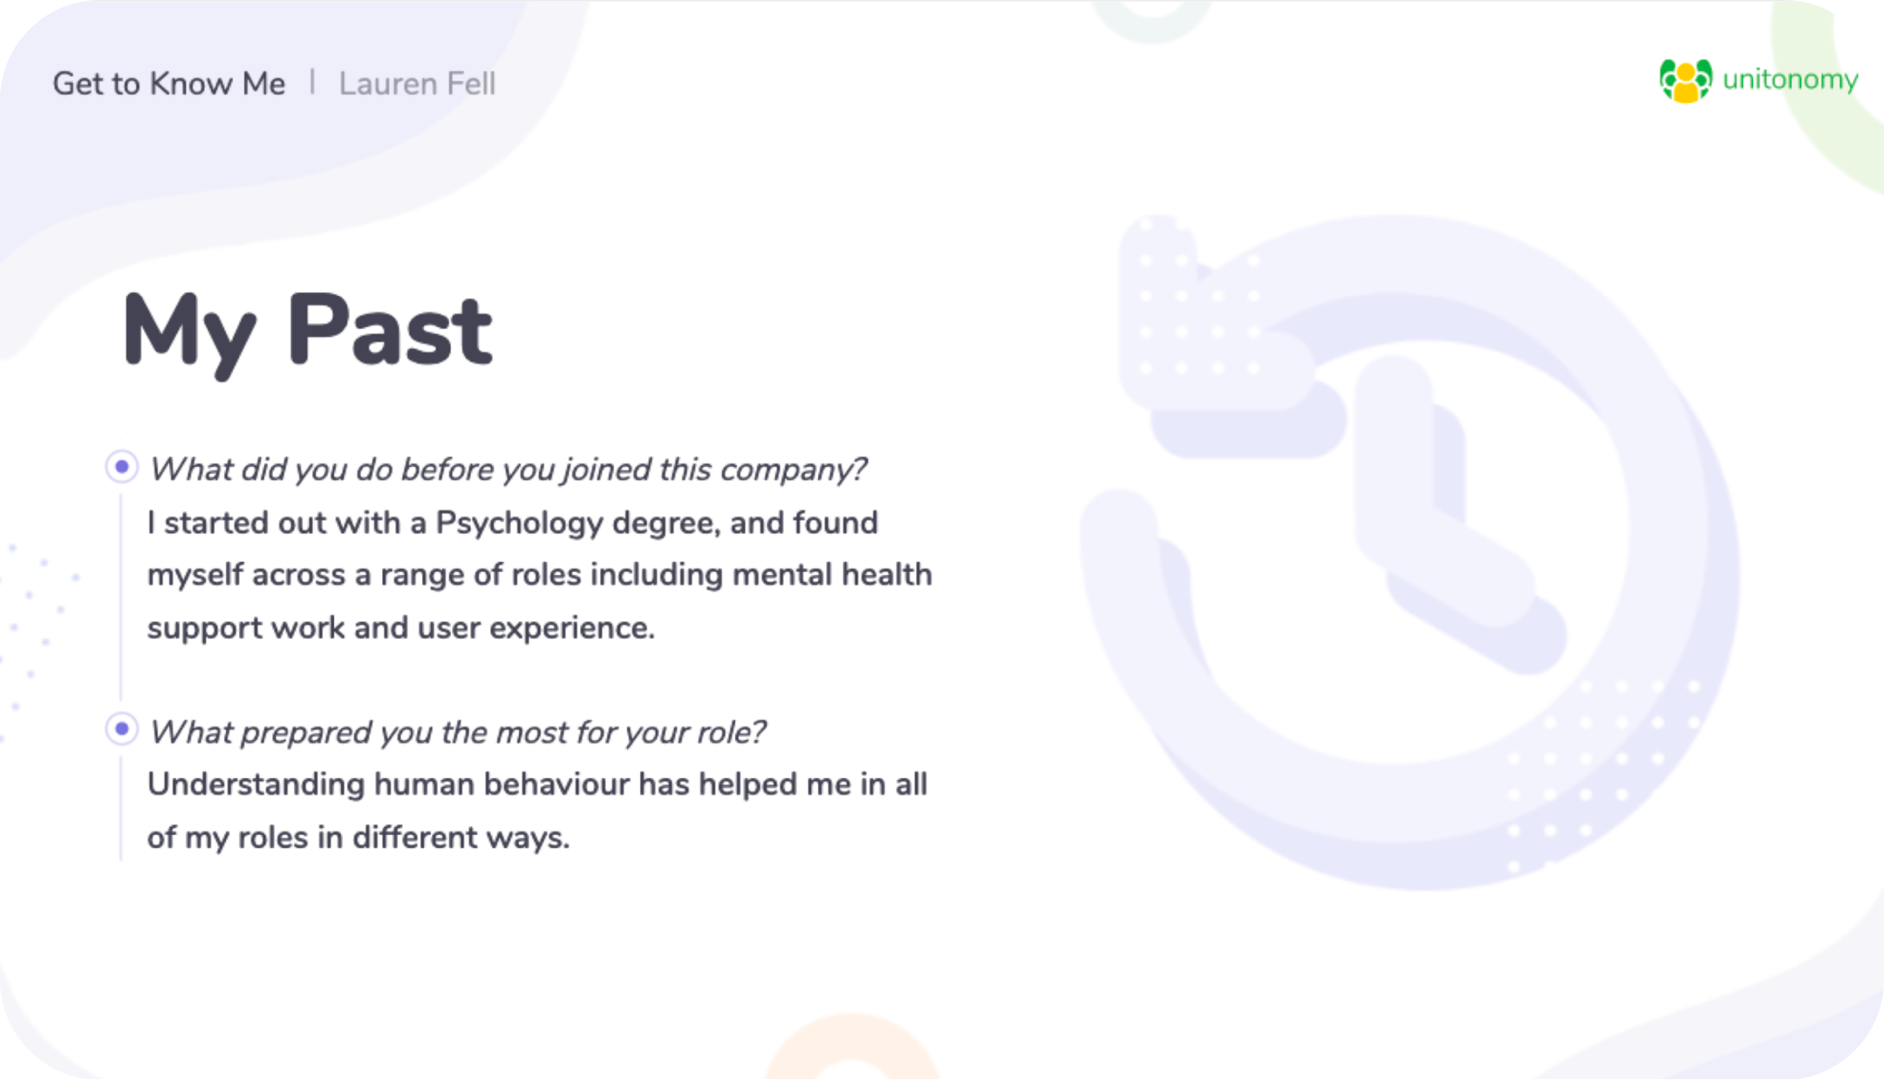 Get to Know Me | Lauren Fell
unitonomy
My Past
What did you do before you joined this company?
I started out with a Psychology degree, and found
myself across a range of roles including mental health
support work and user experience.
What prepared you the most for your role?
Understanding human behaviour has helped me in all
of my roles in different ways.